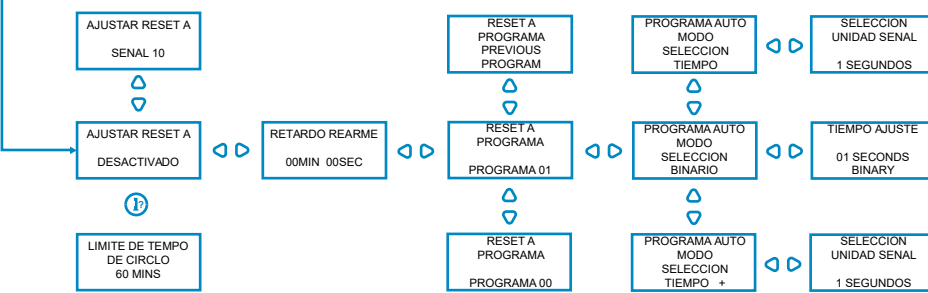 AJUSTAR RESET A
SENAL 10
RESET A
PROGRAMA
PREVIOUS
PROGRAM
PROGRAMA AUTO
MODO
SELECCION
TIEMPO
SELECCION
UNIDAD SENAL
1 SEGUNDOS
AJUSTAR RESET A
DESACTIVADO
RETARDO REARME
00MIN 00SEC
RESET A
PROGRAMA
PROGRAMA 01
PROGRAMA AUTO
MODO
SELECCION
BINARIO
TIEMPO AJUSTE
01 SECONDS
BINARY
?
LIMITE DE TEMPO
DE CIRCLO
60 MINS
RESET A
PROGRAMA
PROGRAMA 00
PROGRAMA AUTO
MODO
SELECCION
TIEMPO +
SELECCION
UNIDAD SENAL
1 SEGUNDOS